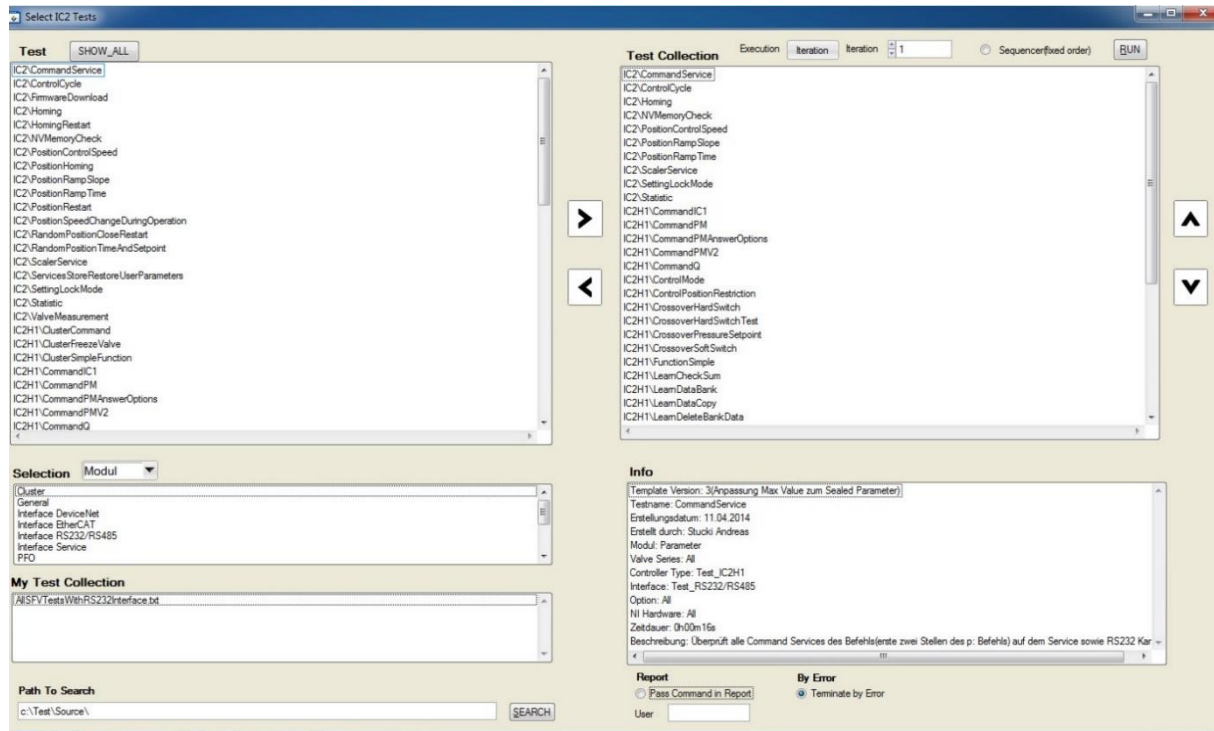 Select IC2 Tests
Test SHOW_ALL
IC2\CommandService
IC2\ControlCycle
IC2\FirmwareDownload
IC2\Homing
IC2\HomingRestart
IC2\NVMemoryCheck
IC2\PositionControlSpeed
IC2\PositionHoming
IC2\PositionRampSlope
IC2\PositionRampTime
IC2\PositionRestart
IC2\PositionSpeedChangeDuringOperation
IC2\RandomPositionCloseRestart
IC2\RandomPositionTimeAndSetpoint
IC2\ScalerService
IC2\ServicesStoreRestoreUserParameters
IC2\SettingLockMode
IC2\Statistic
IC2\ValveMeasurement
IC2H1\ClusterCommand
IC2H1\ClusterFreezeValve
IC2H1\ClusterSimpleFunction
IC2H1\CommandIC1
IC2H1\CommandPM
IC2H1\CommandPMAnswerOptions
IC2H1\CommandPMV2
IC2H1\CommandQ
Selection Modul
Cluster
General
Interface DeviceNet
Interface EtherCAT
Interface RS232/RS485
Interface Service
PFO
My Test Collection
AllSFVTestsWithRS232Interface.txt
Path To Search
c:\Test\Source\ SEARCH
Test Collection Execution Iteration Iteration 1 Sequencer(fixed order) RUN
IC2\CommandService
IC2\ControlCycle
IC2\Homing
IC2\NVMemoryCheck
IC2\PositionControlSpeed
IC2\PositionRampSlope
IC2\PositionRampTime
IC2\ScalerService
IC2\SettingLockMode
IC2\Statistic
IC2H1\CommandIC1
IC2H1\CommandPM
IC2H1\CommandPMAnswerOptions
IC2H1\CommandPMV2
IC2H1\CommandQ
IC2H1\ControlMode
IC2H1\ControlPositionRestriction
IC2H1\CrossoverHardSwitch
IC2H1\CrossoverHardSwitchTest
IC2H1\CrossoverPressureSetpoint
IC2H1\CrossoverSoftSwitch
IC2H1\FunctionSimple
IC2H1\LearnCheckSum
IC2H1\LearnDataBank
IC2H1\LearnDataCopy
IC2H1\LearnDeleteBankData
Info
Template Version: 3(Anpassung Max Value zum Sealed Parameter)
Testname: CommandService
Erstellungsdatum: 11.04.2014
Erstellt durch: Stucki Andreas
Modul: Parameter
Valve Series: All
Controller Type: Test_IC2H1
Interface: Test_RS232/RS485
Option: All
NI Hardware: All
Zeitdauer: 0h00m16s
Beschreibung: Überprüft alle Command Services des Befehls(erste zwei Stellen des p: Befehls) auf dem Service sowie RS232 Kar
Report By Error
Pass Command in Report Terminate by Error
User